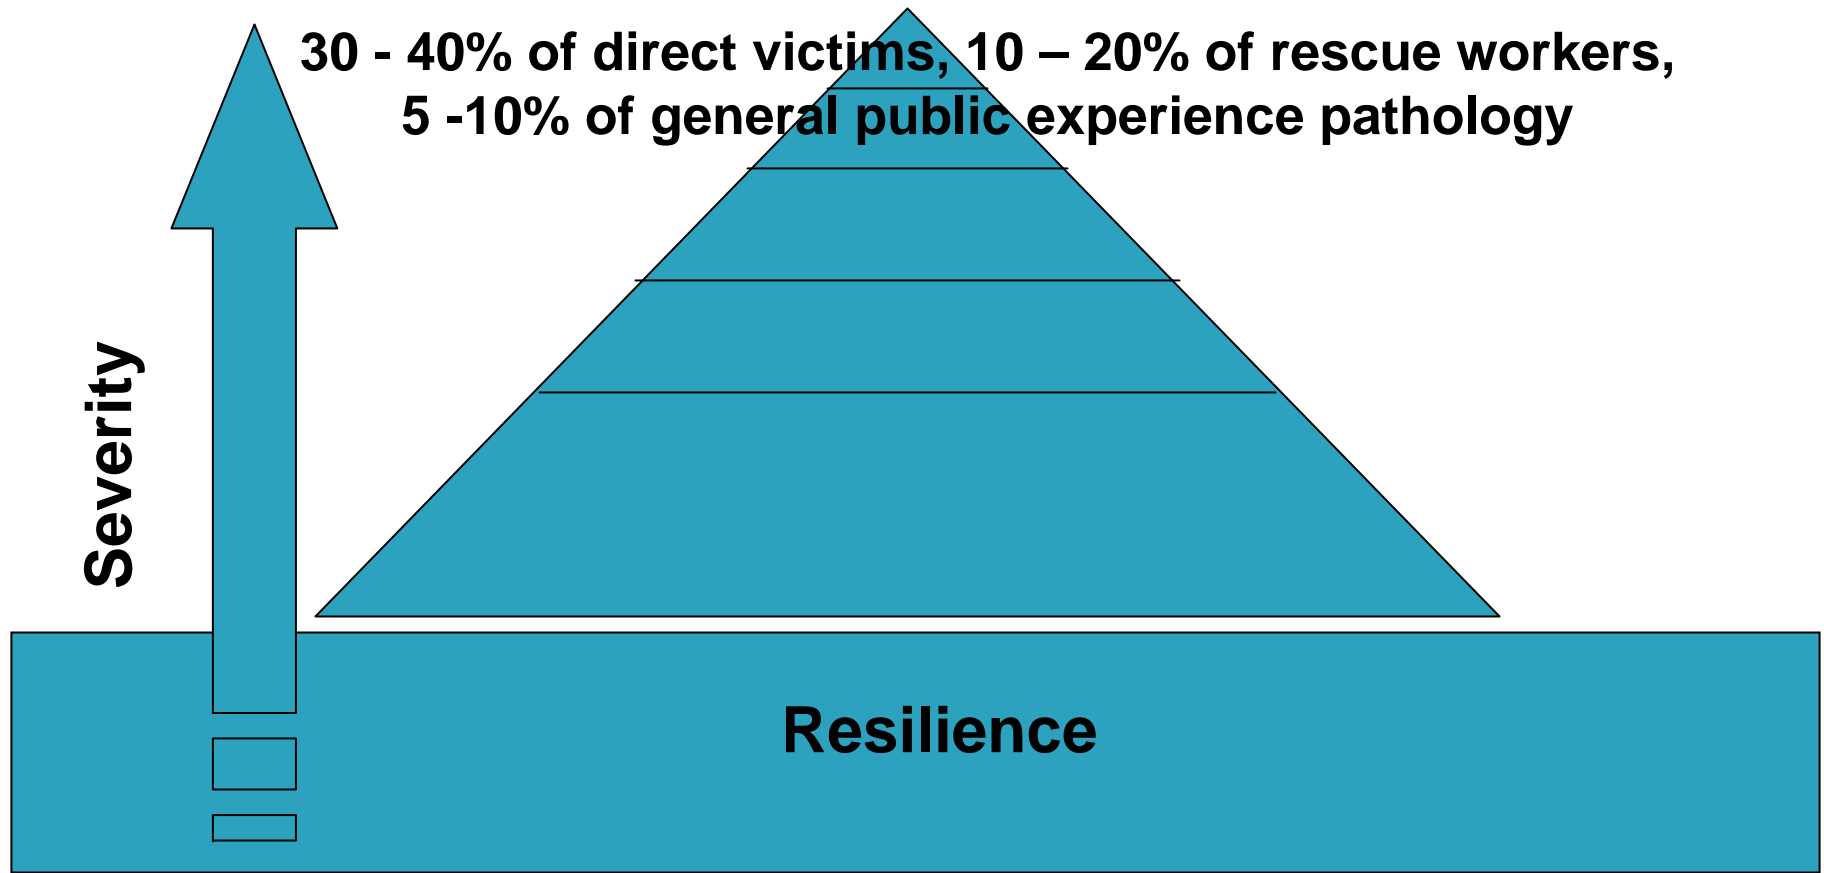 30 - 40% of direct victims, 10 – 20% of rescue workers,
5 -10% of general public experience pathology
Severity
Resilience